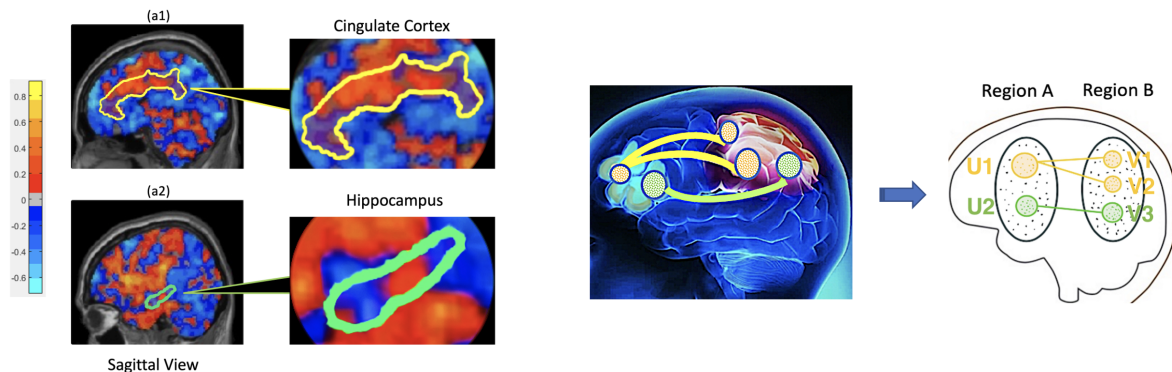 (a1)
Cingulate Cortex
0.8
0.6
0.4
0.2
0
-0.2
-0.4
-0.6
(a2)
Hippocampus
Sagittal View
Region A
Region B
U1
V1
V2
U2
V3